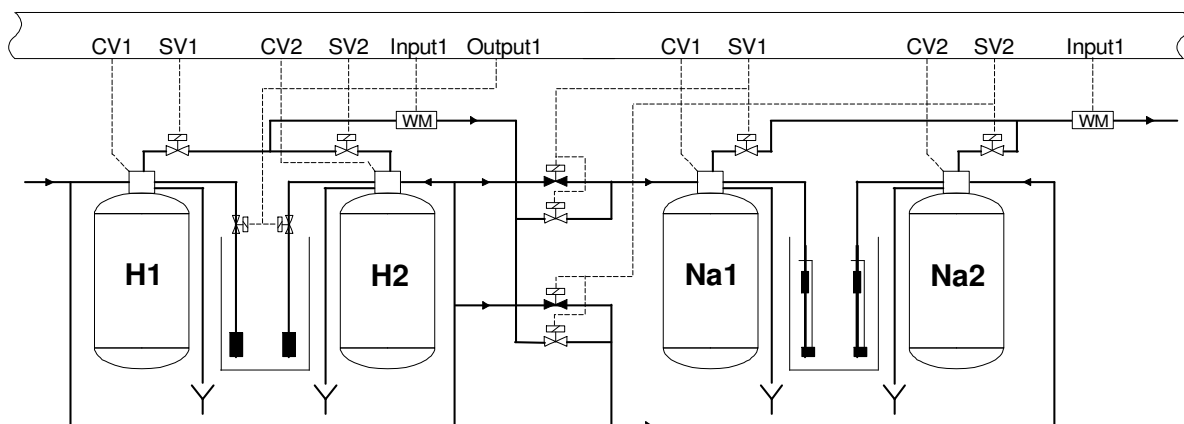 CV1 SV1 CV2 SV2 Input1 Output1 CV1 SV1 CV2 SV2 Input1
WM WM
H1 H2 Na1 Na2